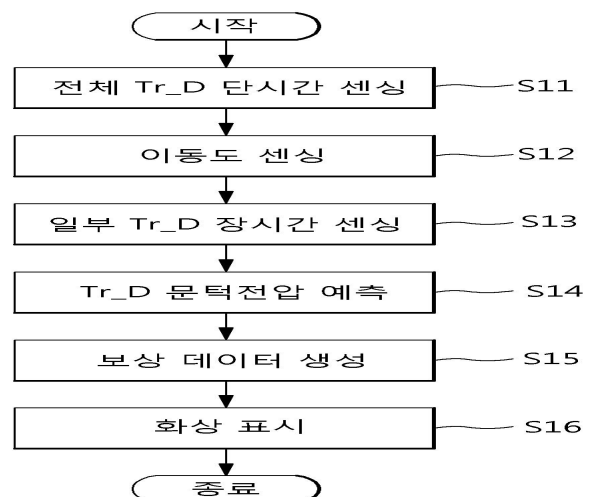 시작
전체 Tr_D 단시간 센싱 S11
이동도 센싱 S12
일부 Tr_D 장시간 센싱 S13
Tr_D 문턱전압 예측 S14
보상 데이터 생성 S15
화상 표시 S16
종료